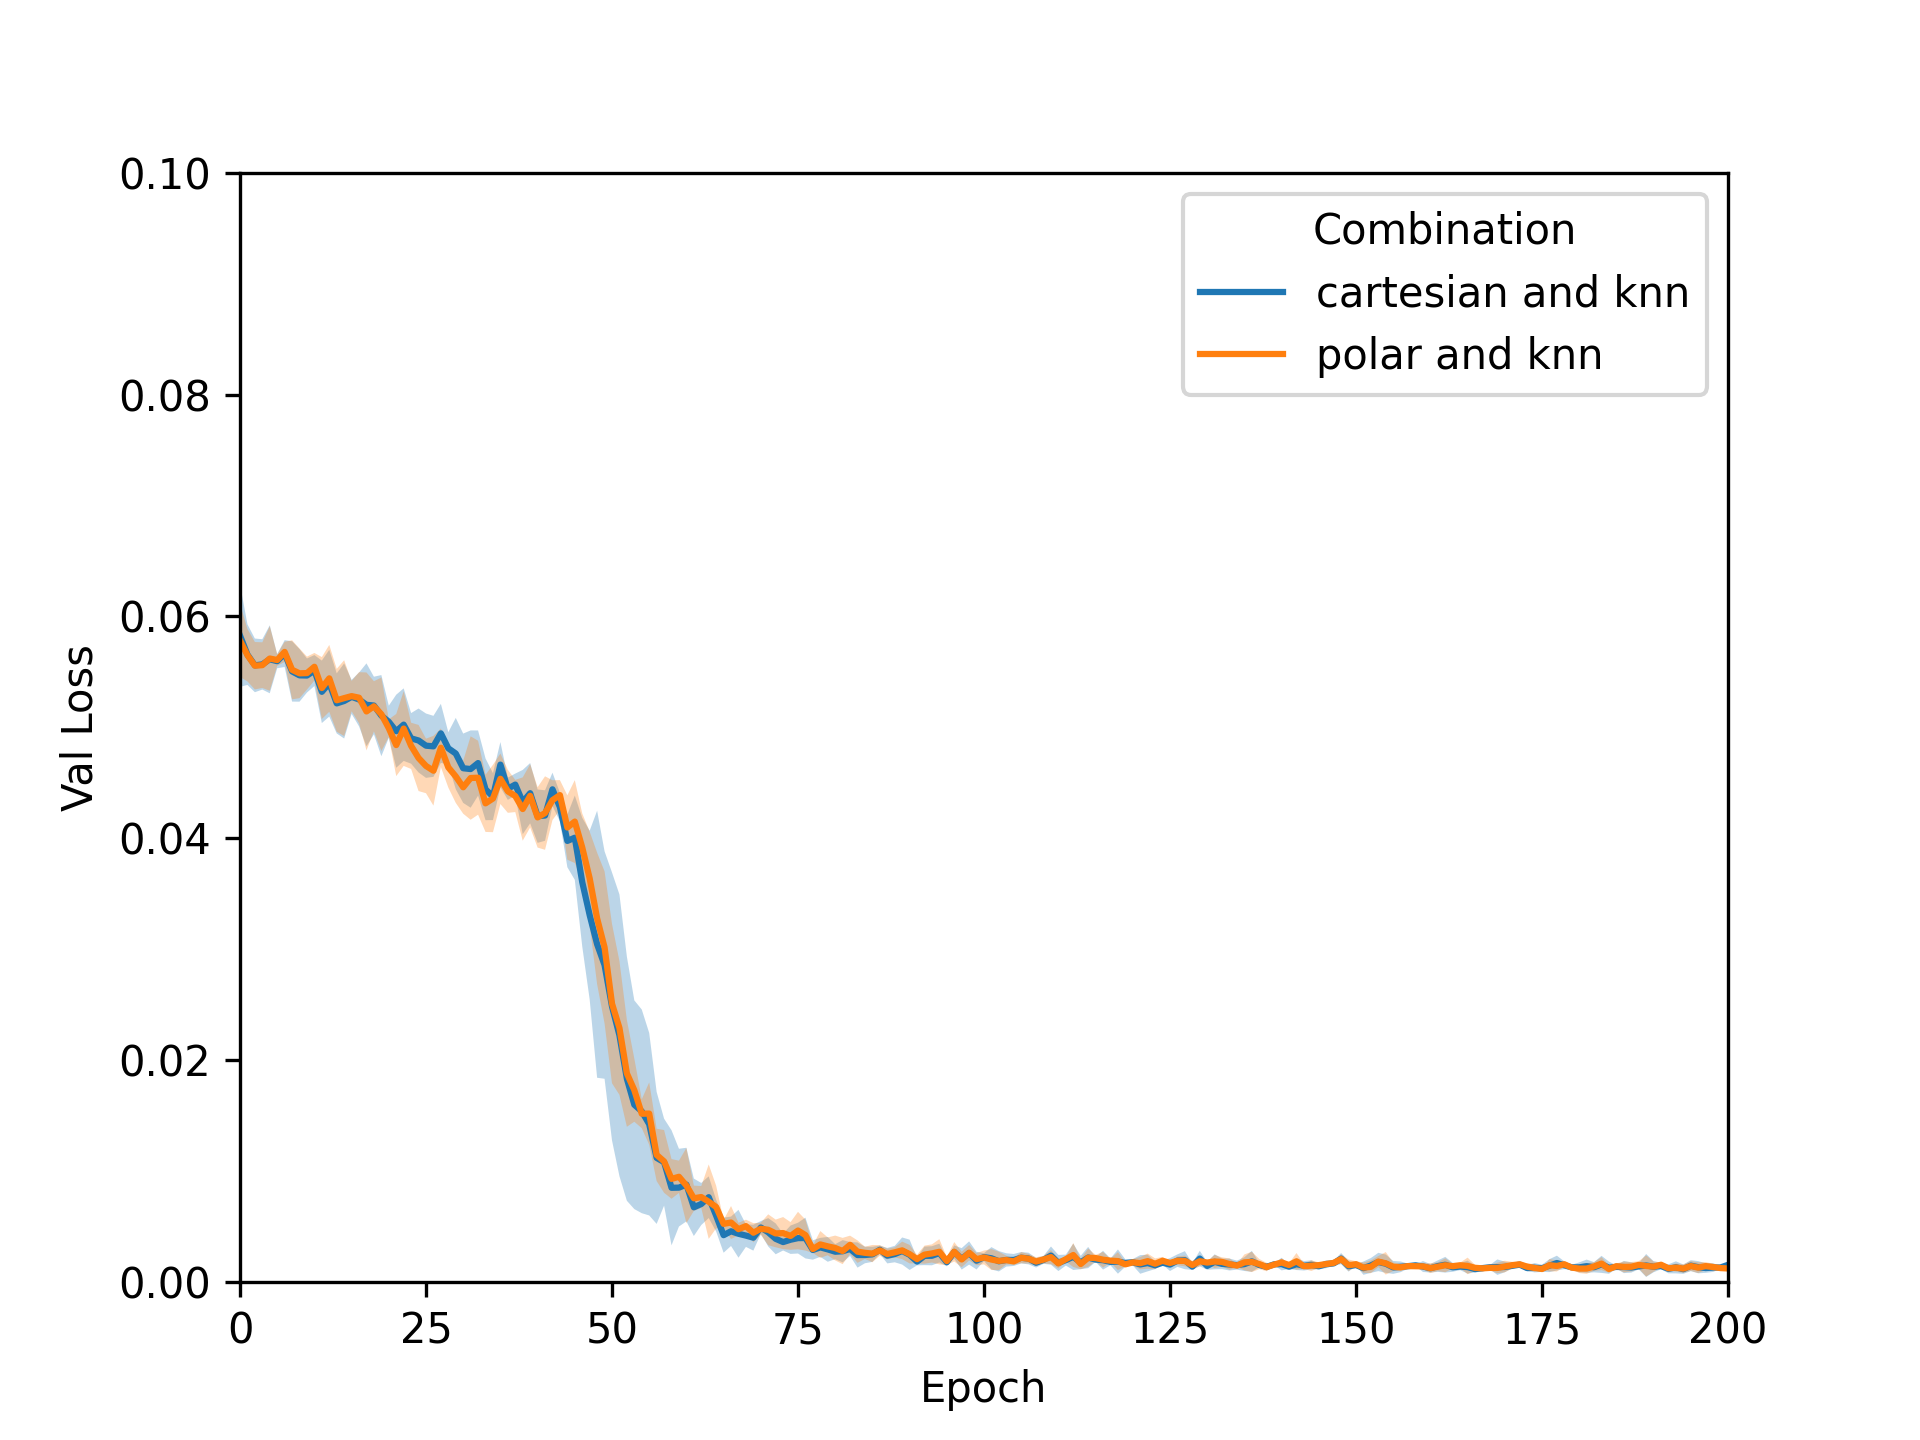 0.10
0.08
0.06
0.04
0.02
0.00
Val Loss
0 25 50 75 100 125 150 175 200
Epoch
Combination
cartesian and knn
polar and knn